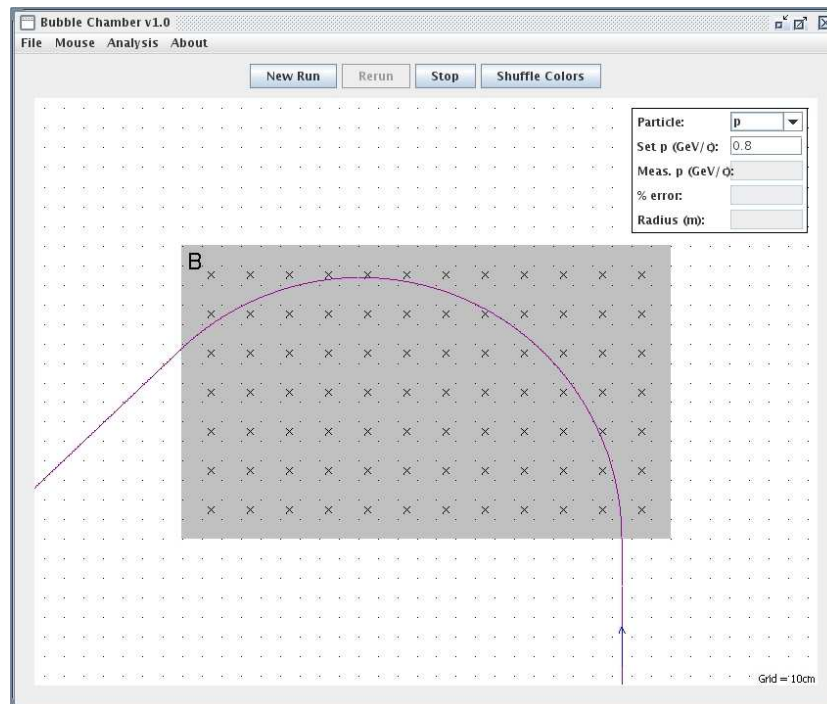 Bubble Chamber v1.0
File Mouse Analysis About
New Run Rerun Stop Shuffle Colors
Particle: p
Set p (GeV/c): 0.8
Meas. p (GeV/c):
% error:
Radius (m):
B
Grid = 10cm